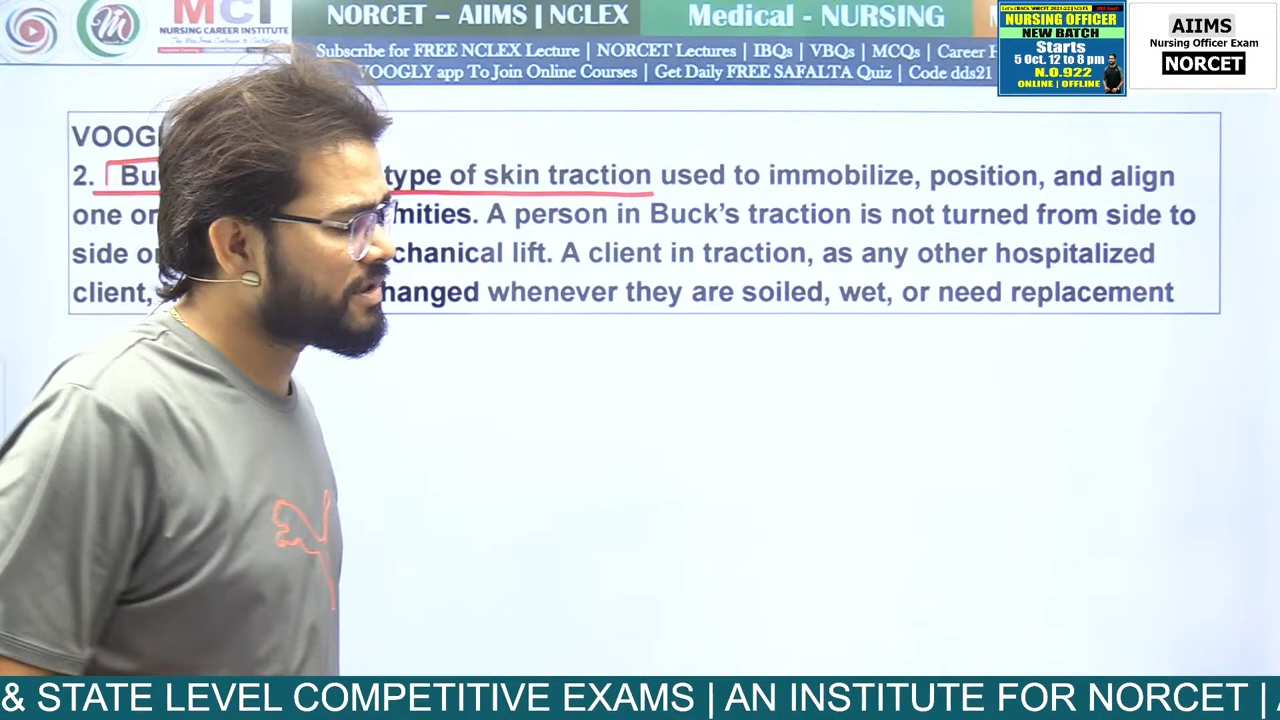 MCI
NURSING CAREER INSTITUTE
NORCET – AIIMS | NCLEX
Medical - NURSING
Subscribe for FREE NCLEX Lecture | NORCET Lectures | IBQs | VBQs | MCQs | Career
VOOGLY app To Join Online Courses | Get Daily FREE SAFALTA Quiz | Code dds21
NURSING OFFICER
NEW BATCH
Starts
5 Oct. 12 to 8 pm
N.O.922
ONLINE | OFFLINE
AIIMS
Nursing Officer Exam
NORCET
VOOGL
2. Bu type of skin traction used to immobilize, position, and align
one or mities. A person in Buck’s traction is not turned from side to
side or chanical lift. A client in traction, as any other hospitalized
client, hanged whenever they are soiled, wet, or need replacement
& STATE LEVEL COMPETITIVE EXAMS | AN INSTITUTE FOR NORCET |